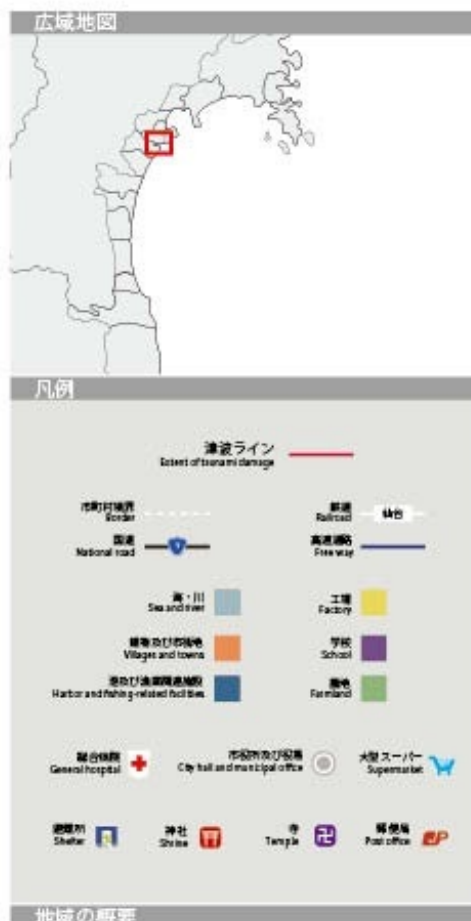 広域地図
凡例
津波ライン
Extent of tsunami damage
市町村境界
Border
鉄道
Railroad
仙台
国道
National road
高速道路
Free way
海・川
Sea and river
工場
Factory
集落及び市街地
Villages and towns
学校
School
港及び漁業関連施設
Harbor and fishing-related facilities
農地
Farmland
総合病院
General hospital
市役所及び役場
City hall and municipal office
大型スーパー
Supermarket
避難所
Shelter
神社
Shrine
寺
Temple
郵便局
Post office
地域の概要